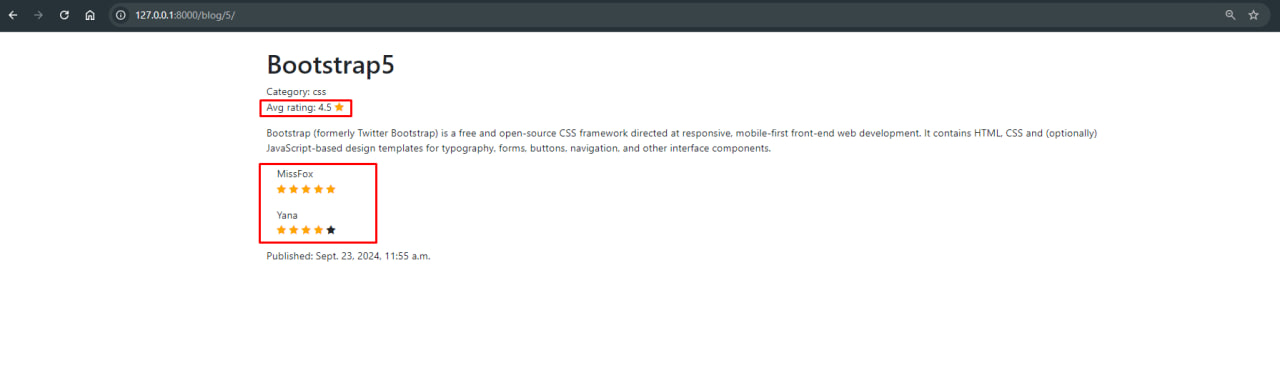 127.0.0.1:8000/blog/5/
Bootstrap5
Category: css
Avg rating: 4.5
Bootstrap (formerly Twitter Bootstrap) is a free and open-source CSS framework directed at responsive, mobile-first front-end web development. It contains HTML, CSS and (optionally)
JavaScript-based design templates for typography, forms, buttons, navigation, and other interface components.
MissFox
Yana
Published: Sept. 23, 2024, 11:55 a.m.